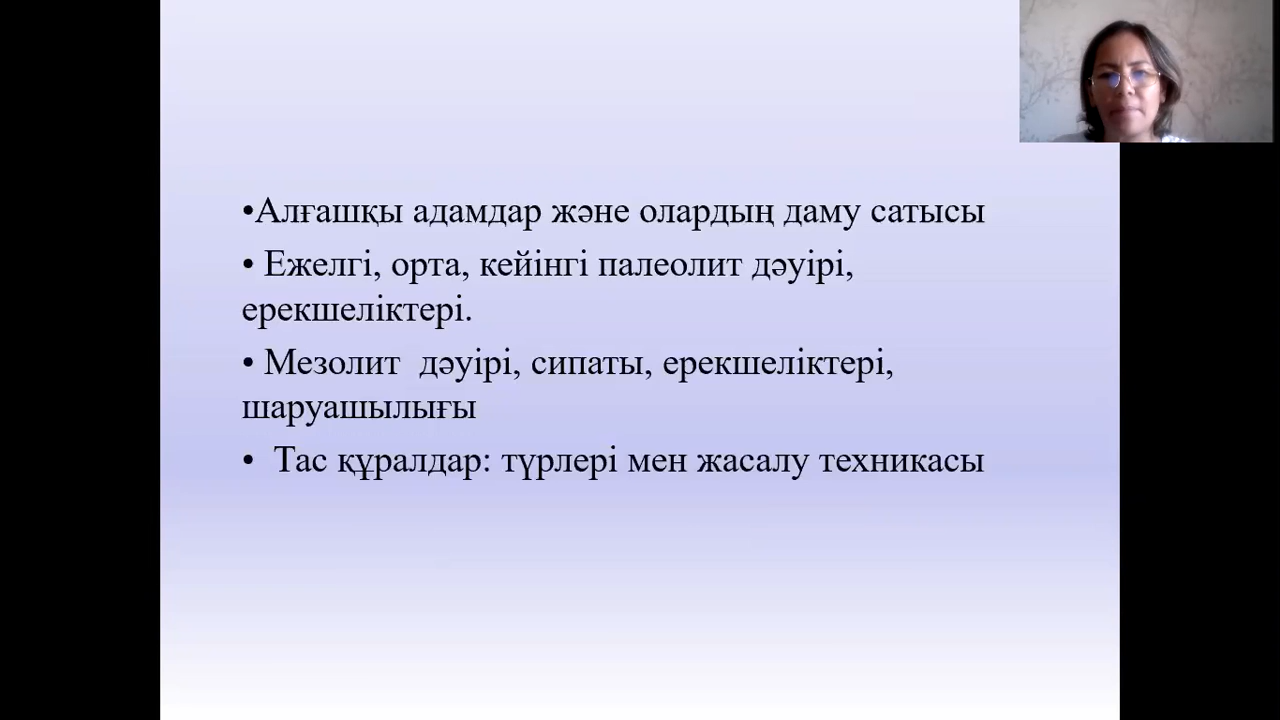 •Алғашқы адамдар және олардың даму сатысы
• Ежелгі, орта, кейінгі палеолит дәуірі,
ерекшеліктері.
• Мезолит  дәуірі, сипаты, ерекшеліктері,
шаруашылығы
•  Тас құралдар: түрлері мен жасалу техникасы